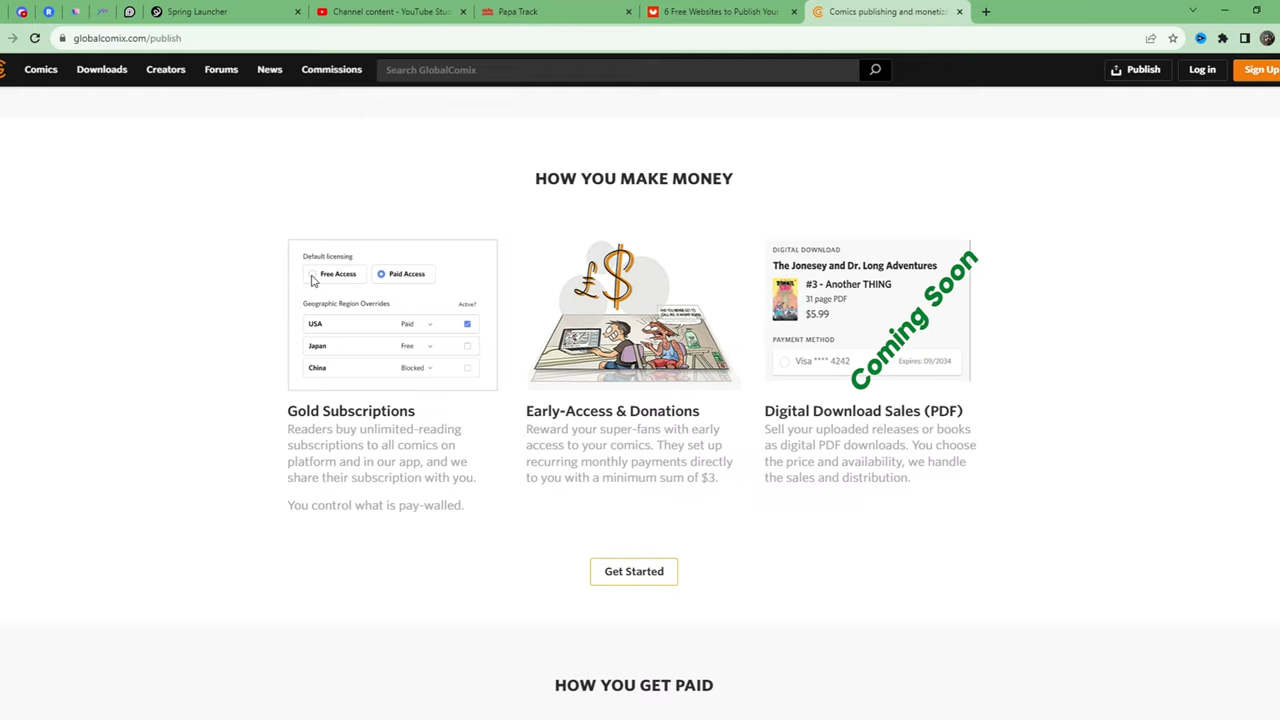 Spring Launcher
Channel content - YouTube Stu
Papa Track
6 Free Websites to Publish Your
Comics publishing and monetiz
globalcomix.com/publish
Comics
Downloads
Creators
Forums
News
Commissions
Search GlobalComix
Publish
Log in
Sign Up
HOW YOU MAKE MONEY
Default licensing
Free Access
Paid Access
Geographic Region Overrides
Active?
USA
Paid
Japan
Free
China
Blocked
Gold Subscriptions
Readers buy unlimited-reading
subscriptions to all comics on
platform and in our app, and we
share their subscription with you.
You control what is pay-walled.
£$
Early-Access & Donations
Reward your super-fans with early
access to your comics. They set up
recurring monthly payments directly
to you with a minimum sum of $3.
DIGITAL DOWNLOAD
The Jonesey and Dr. Long Adventures
#3 - Another THING
31 page PDF
$5.99
PAYMENT METHOD
Visa **** 4242
Expires: 09/2034
Coming Soon
Digital Download Sales (PDF)
Sell your uploaded releases or books
as digital PDF downloads. You choose
the price and availability, we handle
the sales and distribution.
Get Started
HOW YOU GET PAID